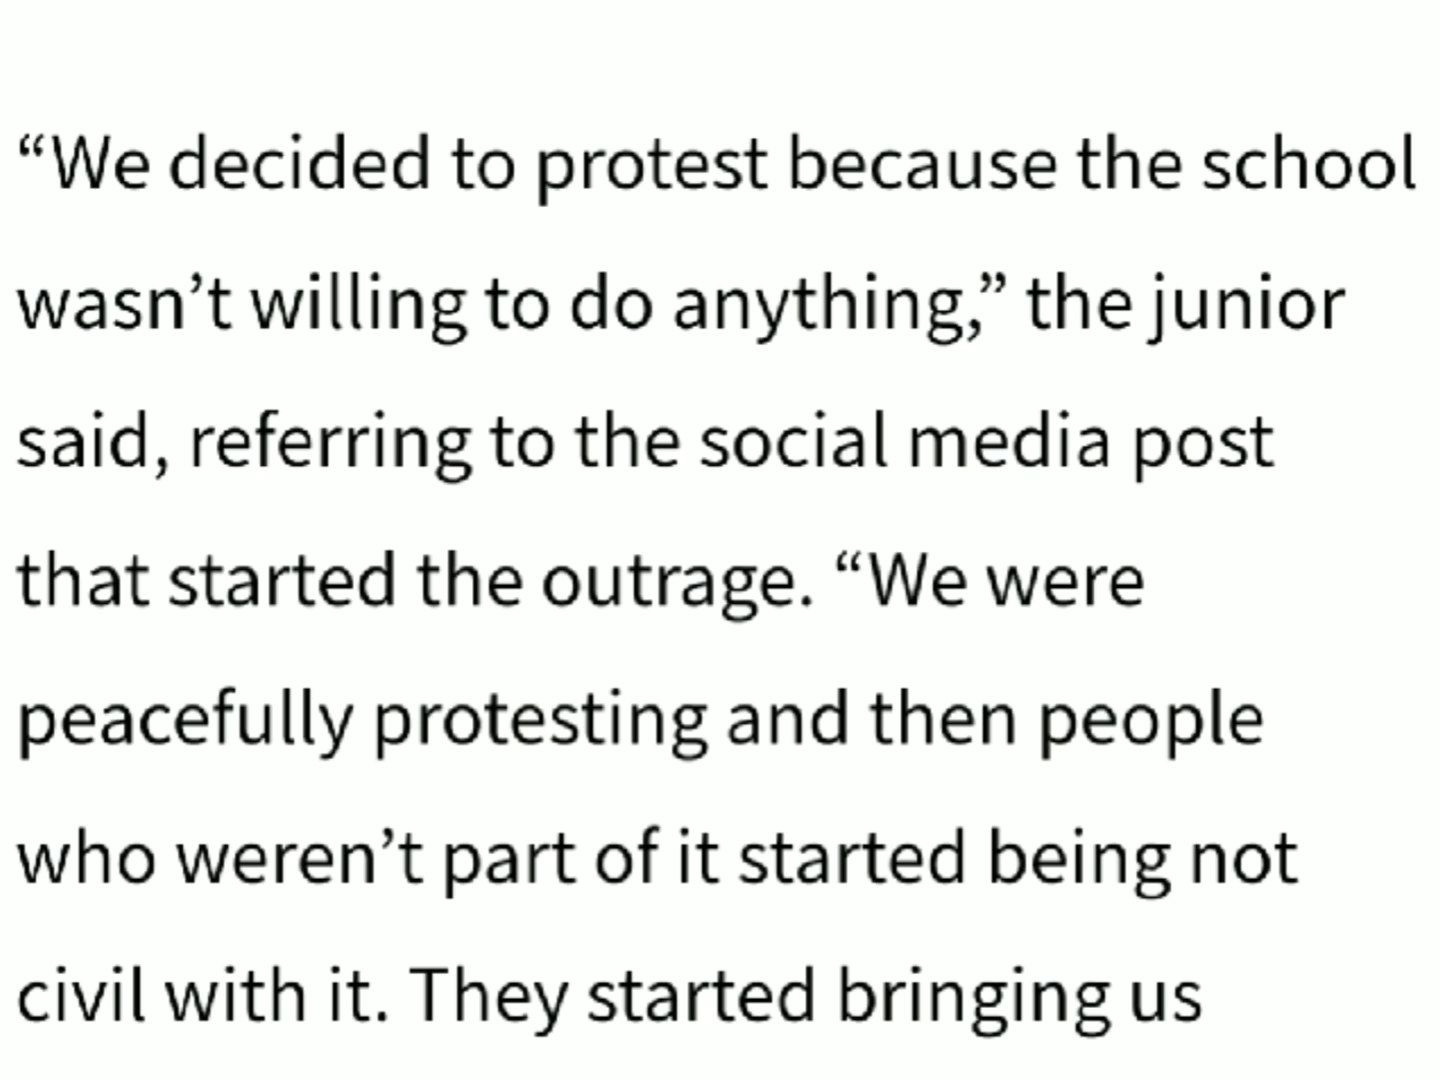 “We decided to protest because the school
wasn’t willing to do anything,” the junior
said, referring to the social media post
that started the outrage. “We were
peacefully protesting and then people
who weren’t part of it started being not
civil with it. They started bringing us